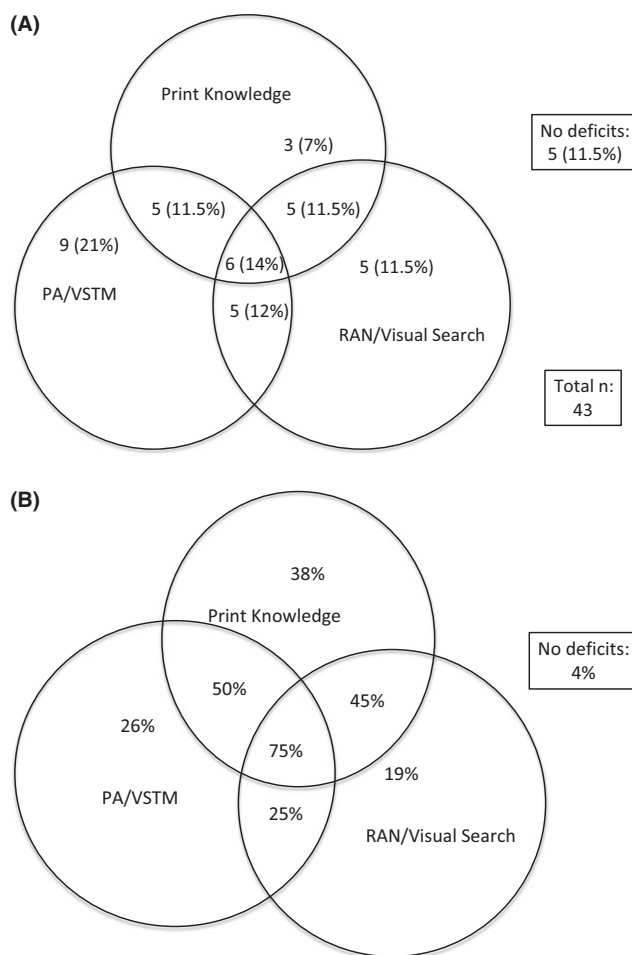 (A)
Print Knowledge
3 (7%)
No deficits:
5 (11.5%)
5 (11.5%)
5 (11.5%)
9 (21%)
6 (14%)
5 (11.5%)
PA/VSTM
5 (12%)
RAN/Visual Search
Total n:
43
(B)
38%
Print Knowledge
No deficits:
4%
50%
45%
26%
75%
19%
PA/VSTM
25%
RAN/Visual Search